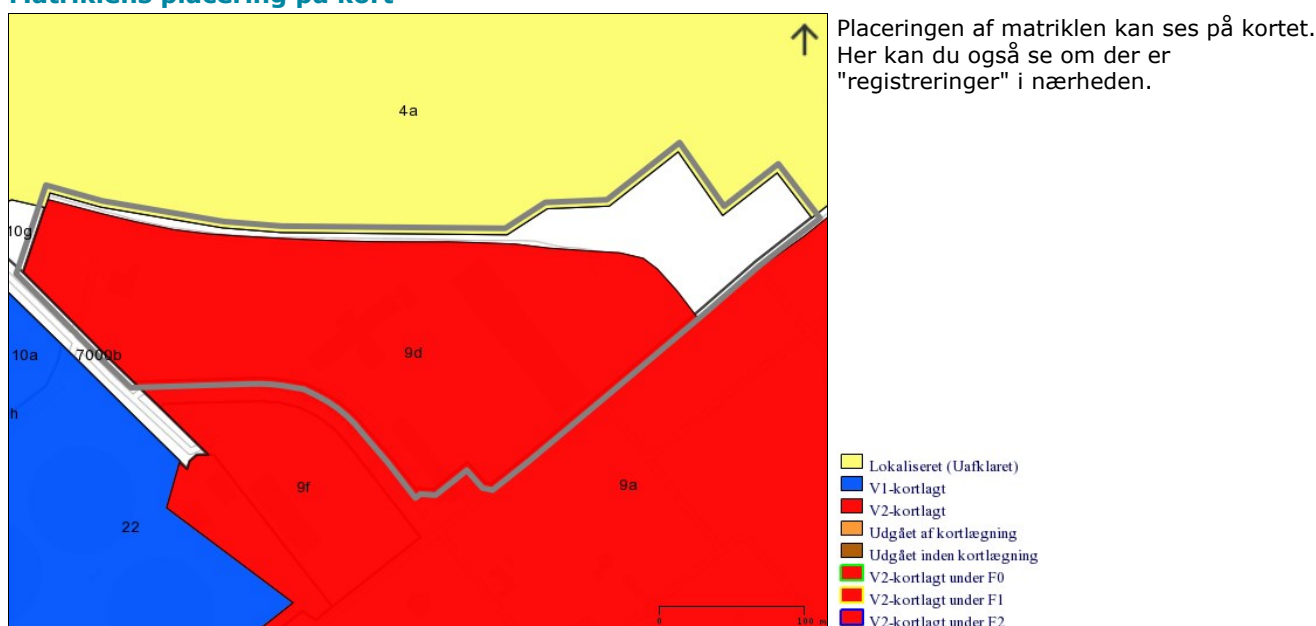 Matriklens placering på kort
Placeringen af matriklen kan ses på kortet.
Her kan du også se om der er
"registreringer" i nærheden.
4a
10g
10a
7000b
9d
h
9f
9a
22
0
100 m
Lokaliseret (Uafklaret)
V1-kortlagt
V2-kortlagt
Udgået af kortlægning
Udgået inden kortlægning
V2-kortlagt under F0
V2-kortlagt under F1
V2-kortlagt under F2